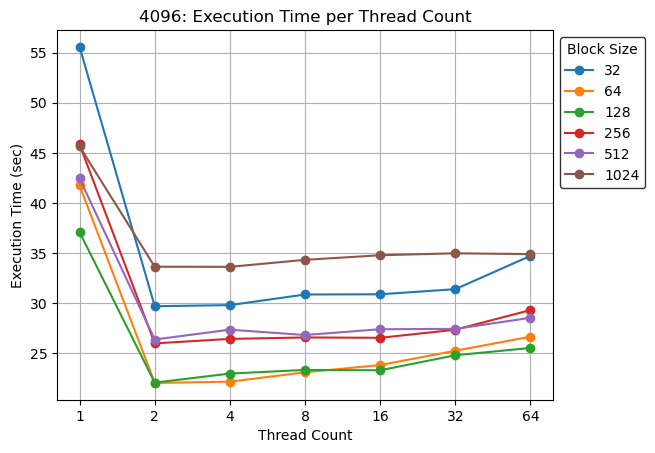 4096: Execution Time per Thread Count
Execution Time (sec)
55
50
45
40
35
30
25
1 2 4 8 16 32 64
Thread Count
Block Size
32
64
128
256
512
1024